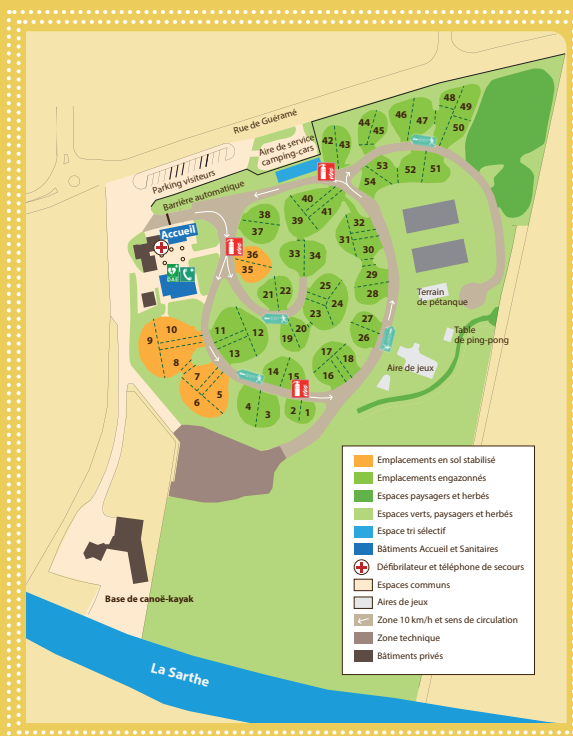 Rue de Guéramé
Aire de service
camping-cars
Parking visiteurs
Barrière automatique
Accueil
DAE
48
49
50
46
47
44
45
42
43
53
54
52
51
40
39
41
38
37
36
35
32
31
30
33
34
29
28
25
24
23
21
22
27
26
20
19
11
12
13
10
9
8
7
6
5
17
18
16
14
15
4
3
2
1
Terrain
de pétanque
Table
de ping-pong
Aire de jeux
Base de canoë-kayak
La Sarthe
Emplacements en sol stabilisé
Emplacements engazonnés
Espaces paysagers et herbés
Espaces verts, paysagers et herbés
Espace tri sélectif
Bâtiments Accueil et Sanitaires
Défibrilateur et téléphone de secours
Espaces communs
Aires de jeux
Zone 10 km/h et sens de circulation
Zone technique
Bâtiments privés